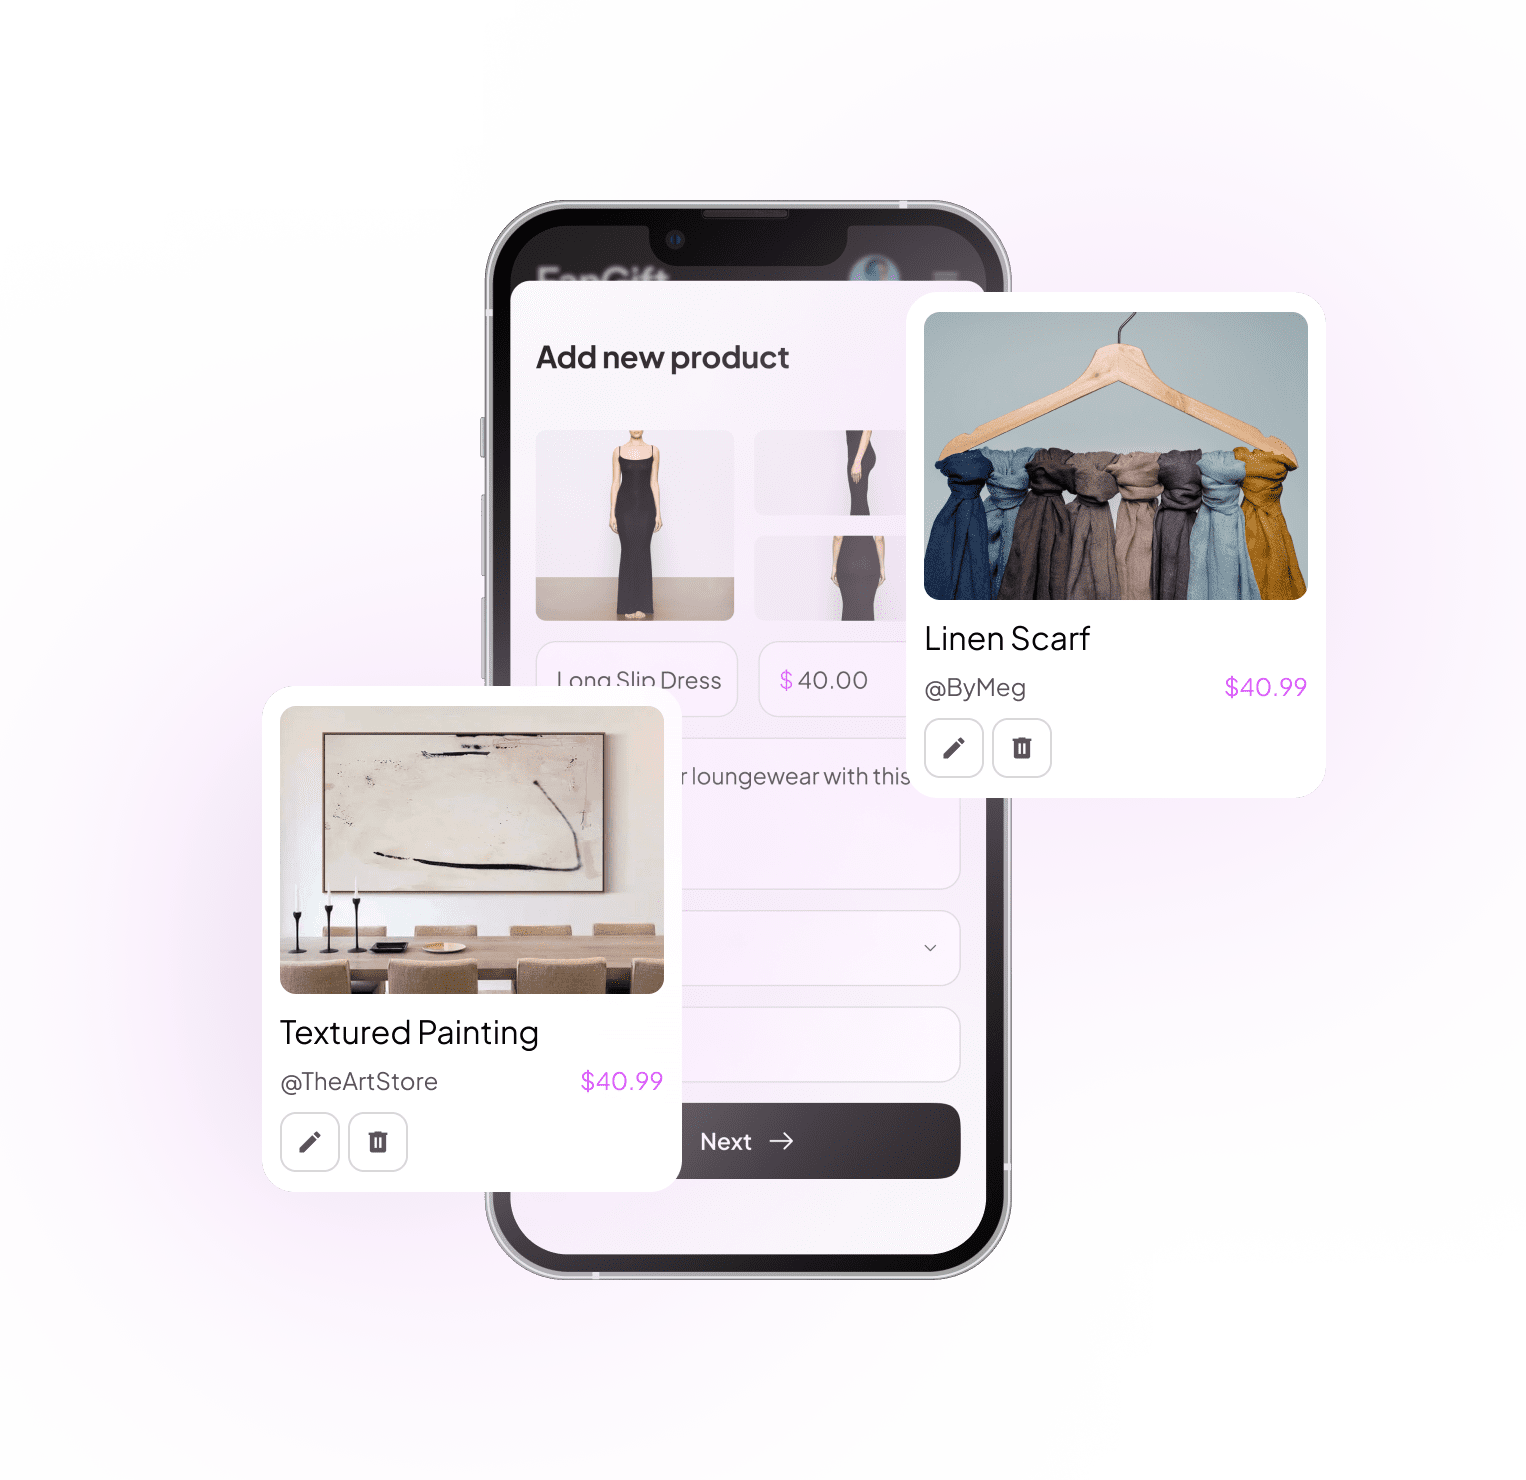 FanGift
Add new product
Long Slip Dress
$ 40.00
r loungewear with this
Next
Linen Scarf
@ByMeg
$40.99
Textured Painting
@TheArtStore
$40.99